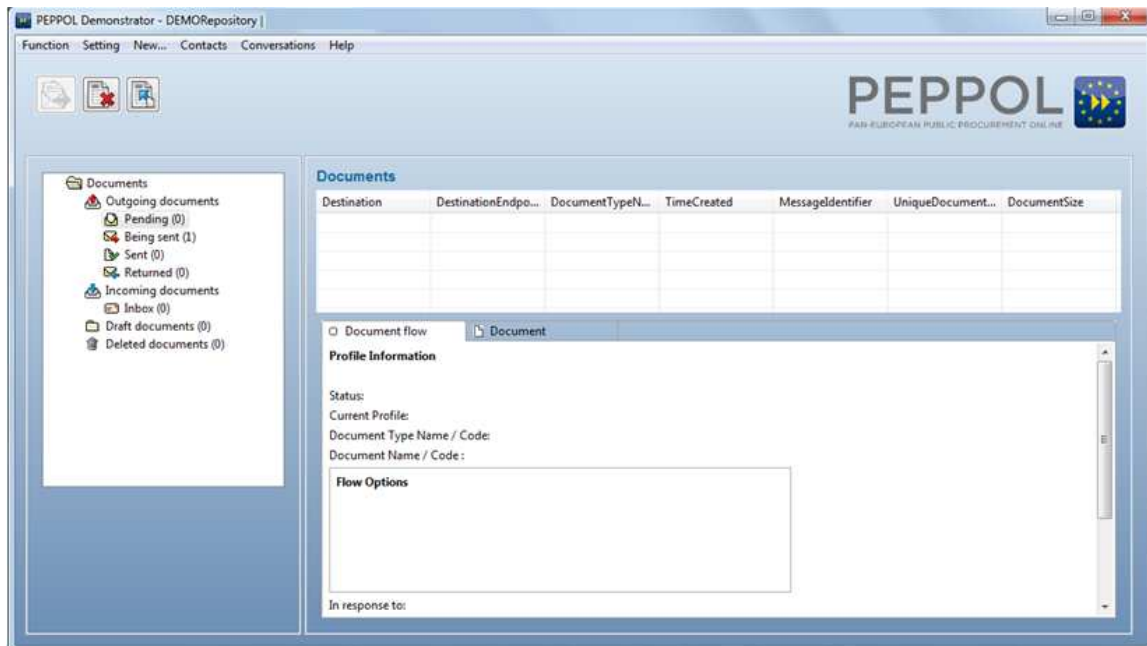 PEPPOL Demonstrator - DEMORepository |
Function Setting New... Contacts Conversations Help
PEPPOL
PAN-EUROPEAN PUBLIC PROCUREMENT ONLINE
Documents
Outgoing documents
Pending (0)
Being sent (1)
Sent (0)
Returned (0)
Incoming documents
Inbox (0)
Draft documents (0)
Deleted documents (0)
Documents
Destination DestinationEndpo... DocumentTypeN... TimeCreated MessageIdentifier UniqueDocument... DocumentSize
Document flow Document
Profile Information
Status:
Current Profile:
Document Type Name / Code:
Document Name / Code :
Flow Options
In response to: